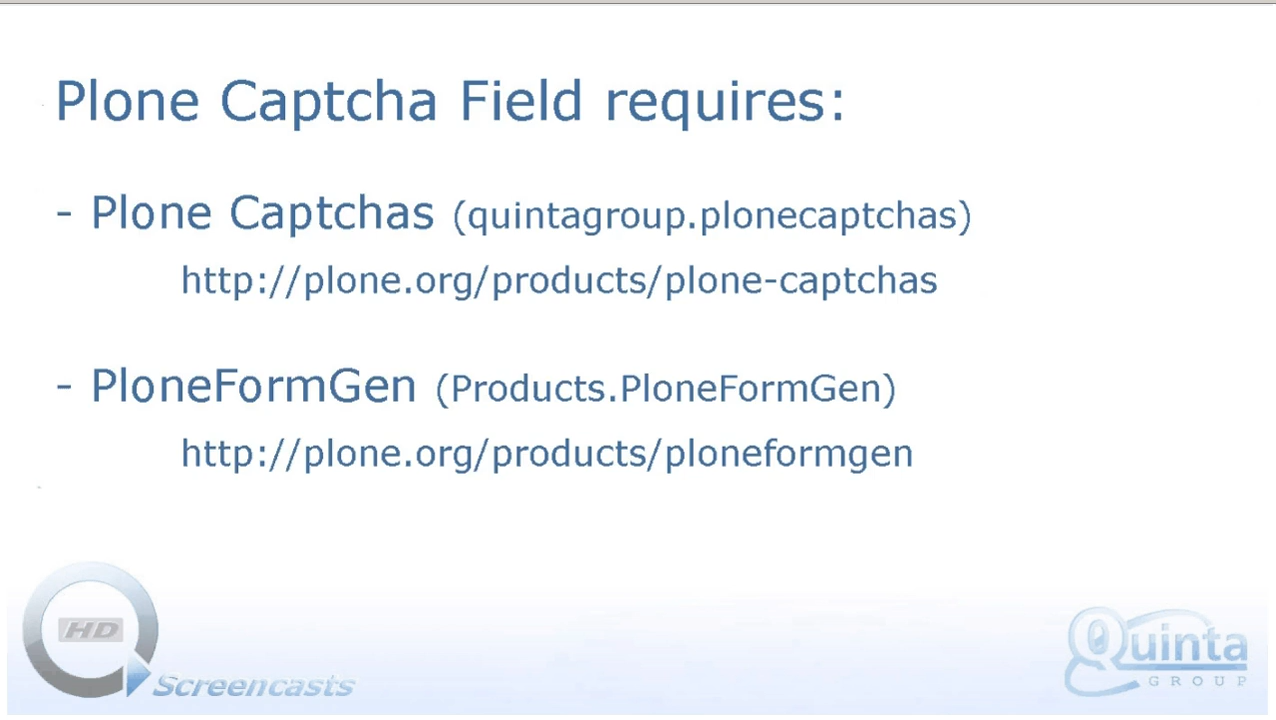 Plone Captcha Field requires:
- Plone Captchas (quintagroup.plonecaptchas)
http://plone.org/products/plone-captchas
- PloneFormGen (Products.PloneFormGen)
http://plone.org/products/ploneformgen
HD
Screencasts
Quinta
GROUP